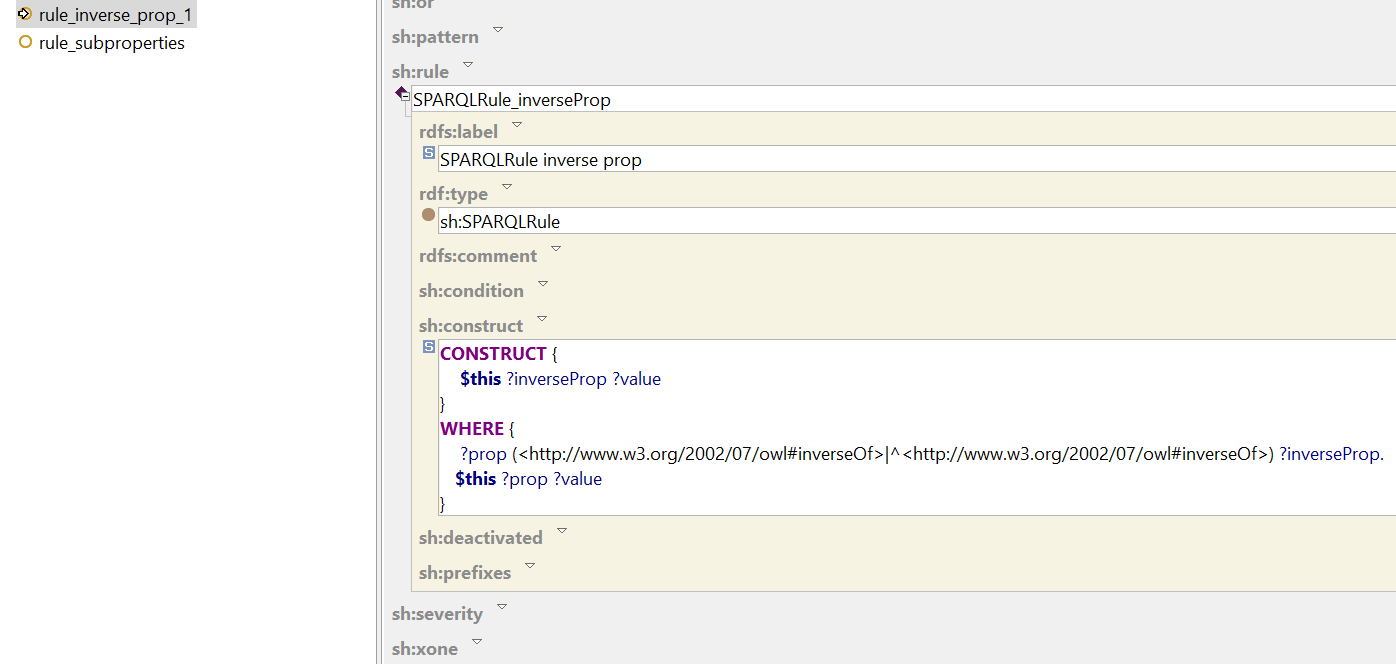 rule_inverse_prop_1
rule_subproperties
sh:or
sh:pattern
sh:rule
SPARQLRule_inverseProp
rdfs:label
S
SPARQLRule inverse prop
rdf:type
sh:SPARQLRule
rdfs:comment
sh:condition
sh:construct
S
CONSTRUCT {
$this ?inverseProp ?value
}
WHERE {
?prop (<http://www.w3.org/2002/07/owl#inverseOf>|^<http://www.w3.org/2002/07/owl#inverseOf>) ?inverseProp.
$this ?prop ?value
}
sh:deactivated
sh:prefixes
sh:severity
sh:xone